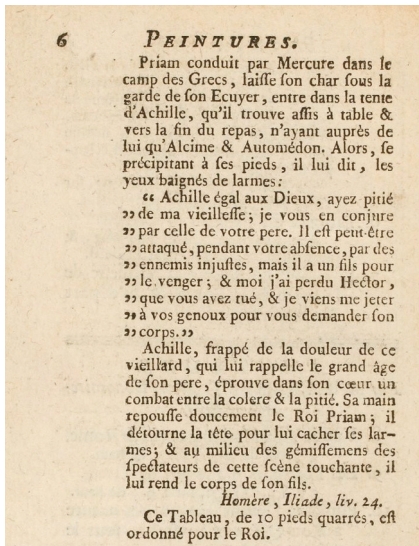 6 PEINTURES.
Priam conduit par Mercure dans le
camp des Grecs, laiſſe ſon char ſous la
garde de ſon Ecuyer, entre dans la tente
d'Achille, qu'il trouve aſſis à table &
vers la fin du repas, n'ayant auprès de
lui qu'Alcime & Automédon. Alors, ſe
précipitant à ſes pieds, il lui dit, les
yeux baignés de larmes:
“ Achille égal aux Dieux, ayez pitié
” de ma vieilleſſe; je vous en conjure
” par celle de votre pere. Il eſt peut-être
” attaqué, pendant votre abſence, par des
” ennemis injuſtes, mais il a un fils pour
” le venger; & moi j'ai perdu Hector,
” que vous avez tué, & je viens me jeter
” à vos genoux pour vous demander ſon
” corps. ”
Achille, frappé de la douleur de ce
vieillard, qui lui rappelle le grand âge
de ſon pere, éprouve dans ſon cœur un
combat entre la colere & la pitié. Sa main
repouſſe doucement le Roi Priam; il
détourne la tête pour lui cacher ſes lar-
mes; & au milieu des gémiſſemens des
ſpectateurs de cette ſcène touchante, il
lui rend le corps de ſon fils.
Homère, Iliade, liv. 24.
Ce Tableau, de 10 pieds quarrés, eſt
ordonné pour le Roi.